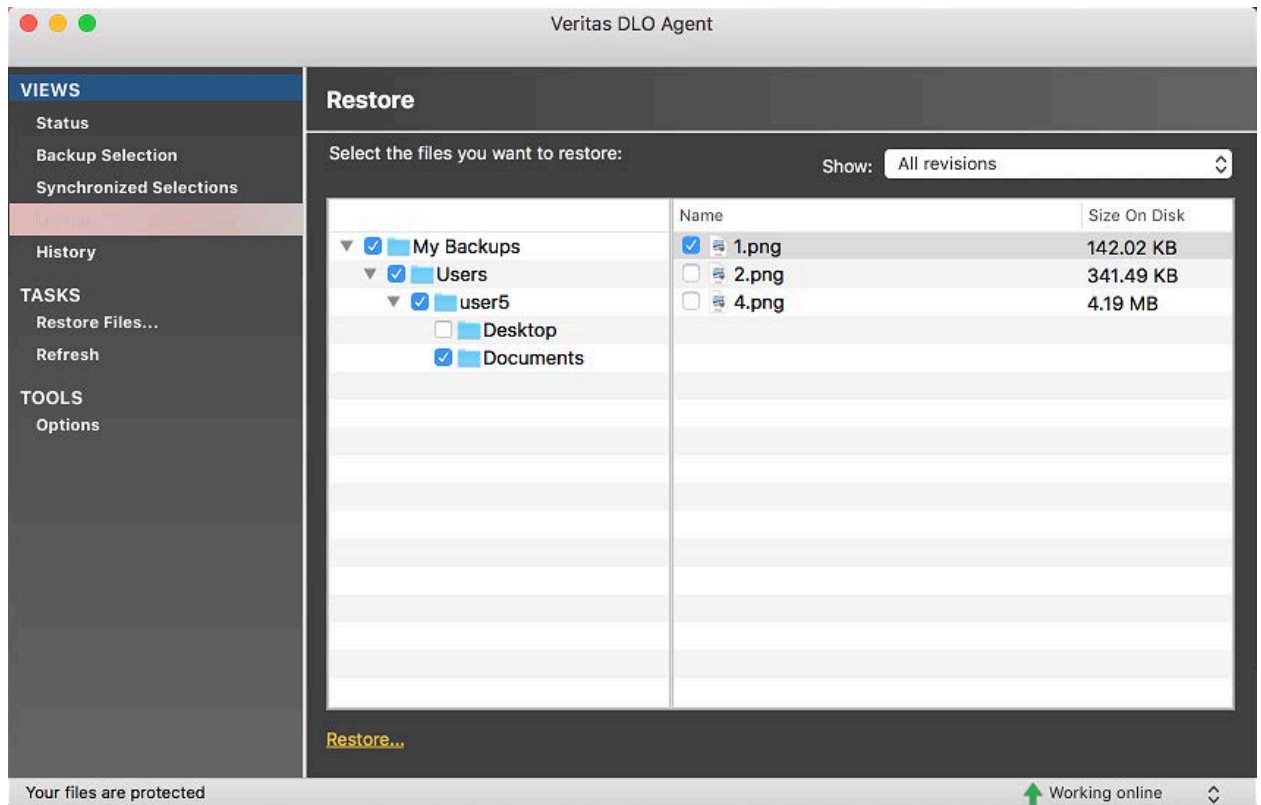 Veritas DLO Agent
VIEWS
Status
Backup Selection
Synchronized Selections
History
TASKS
Restore Files...
Refresh
TOOLS
Options
Restore
Select the files you want to restore:
Show: All revisions
Name Size On Disk
My Backups
Users
user5
Desktop
Documents
1.png 142.02 KB
2.png 341.49 KB
4.png 4.19 MB
Restore...
Your files are protected
Working online